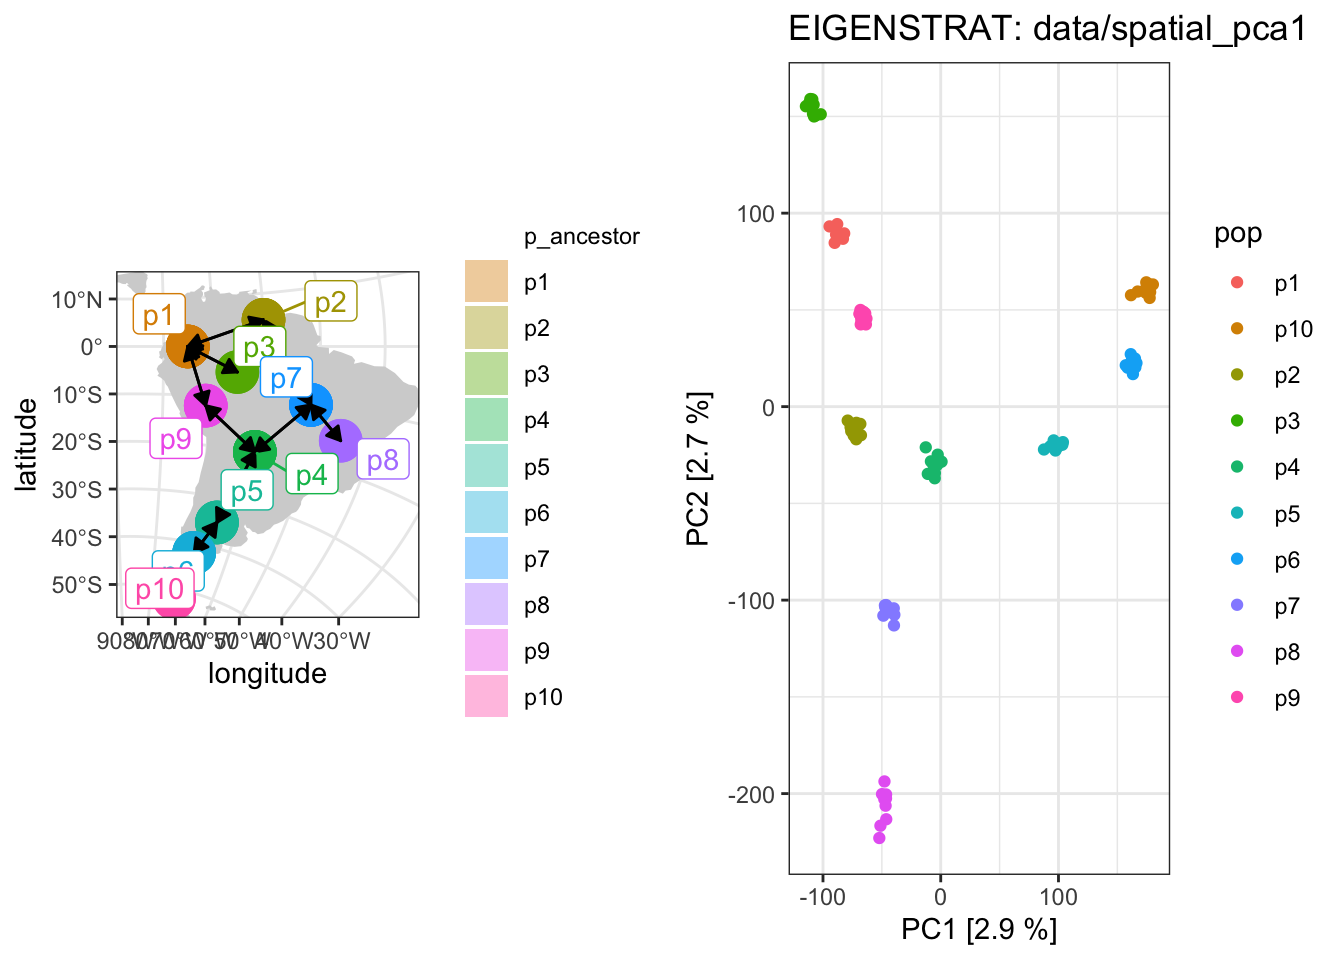 EIGENSTRAT: data/spatial_pca1
10°N
0°
10°S
20°S
30°S
40°S
50°S
latitude
p1
p2
p3
p7
p9
p8
p4
p5
p10
40°W
30°W
longitude
p_ancestor
p1
p2
p3
p4
p5
p6
p7
p8
p9
p10
100
0
-100
-200
PC2 [2.7 %]
-100
0
100
PC1 [2.9 %]
pop
p1
p10
p2
p3
p4
p5
p6
p7
p8
p9